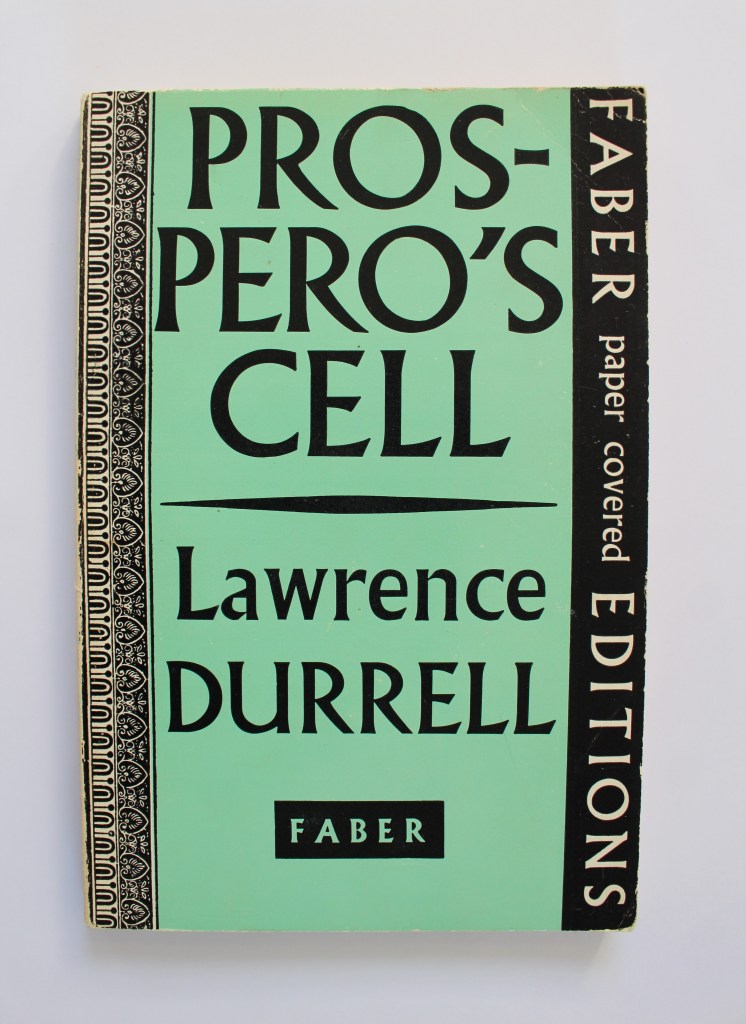 PROS-
PERO'S
CELL
Lawrence
DURRELL
FABER
FABER paper covered EDITIONS